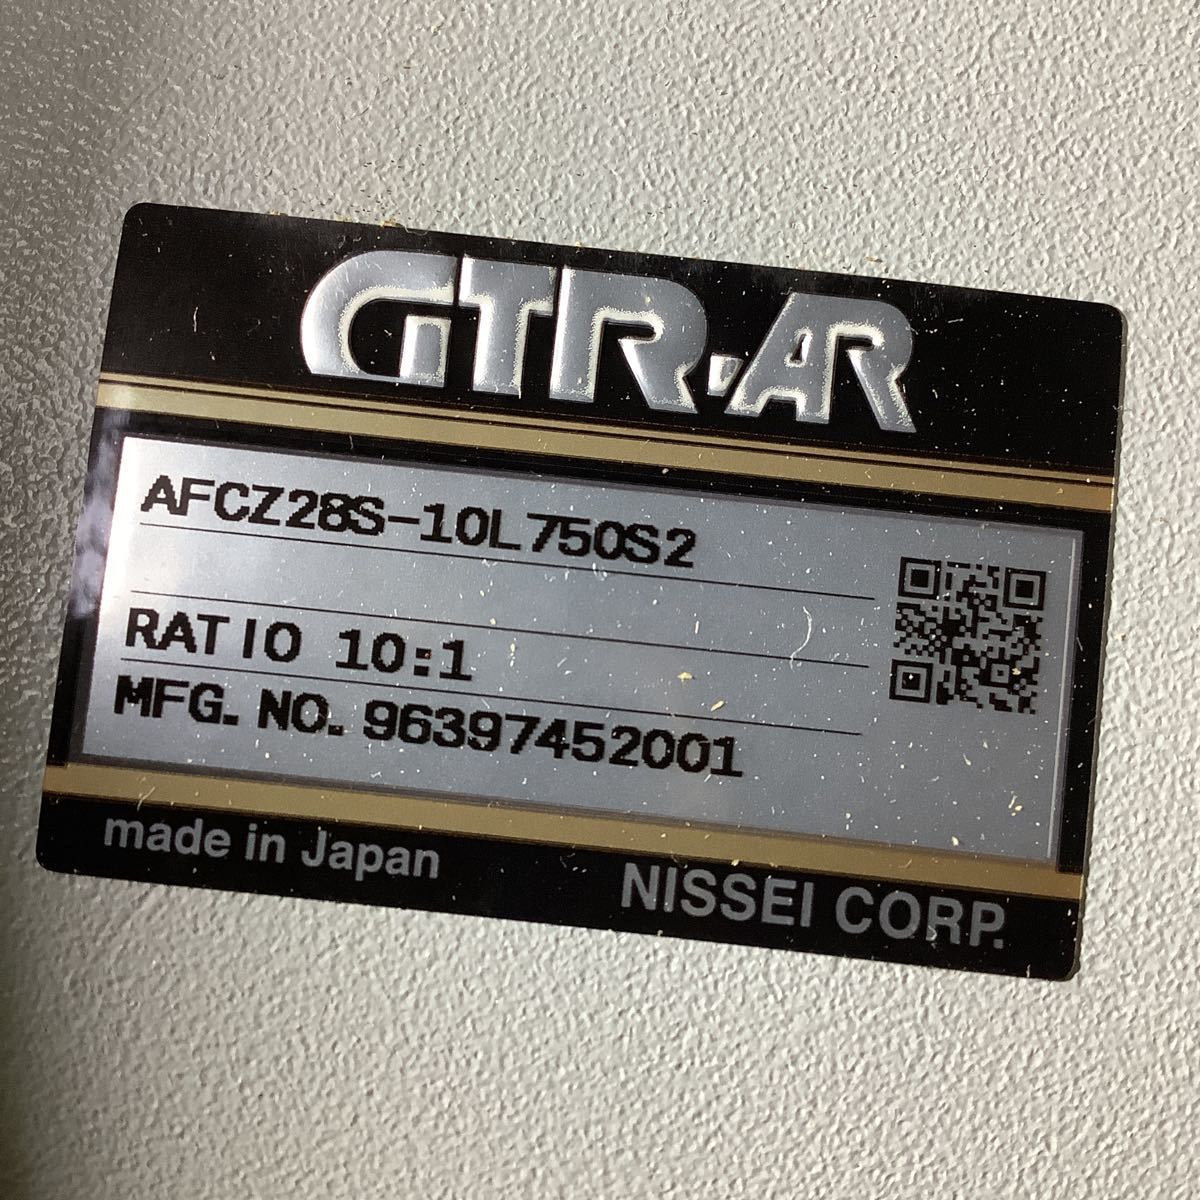 GTR-AR
AFCZ28S-10L750S2
RATIO 10:1
MFG. NO. 96397452001
made in Japan
NISSEI CORP.